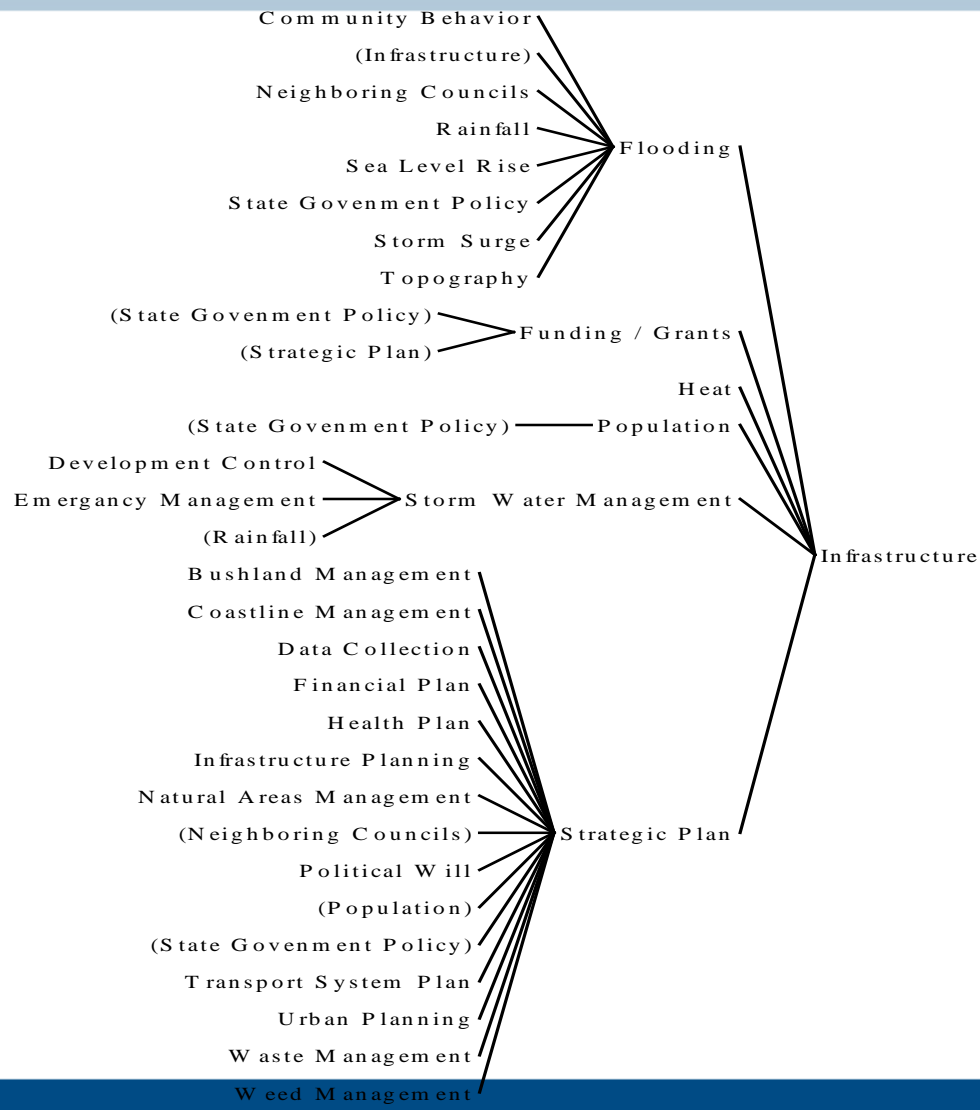 Community Behavior
(Infrastructure)
Neighboring Councils
Rainfall
Flooding
Sea Level Rise
State Govenment Policy
Storm Surge
Topography
(State Govenment Policy)
Funding / Grants
(Strategic Plan)
Heat
(State Govenment Policy)
Population
Development Control
Emergancy Management
Storm Water Management
(Rainfall)
Infrastructure
Bushland Management
Coastline Management
Data Collection
Financial Plan
Health Plan
Infrastructure Planning
Natural Areas Management
(Neighboring Councils)
Strategic Plan
Political Will
(Population)
(State Govenment Policy)
Transport System Plan
Urban Planning
Waste Management
Weed Management